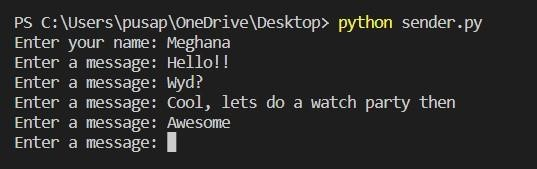 PS C:\Users\pusap\OneDrive\Desktop> python sender.py
Enter your name: Meghana
Enter a message: Hello!!
Enter a message: Wyd?
Enter a message: Cool, lets do a watch party then
Enter a message: Awesome
Enter a message: